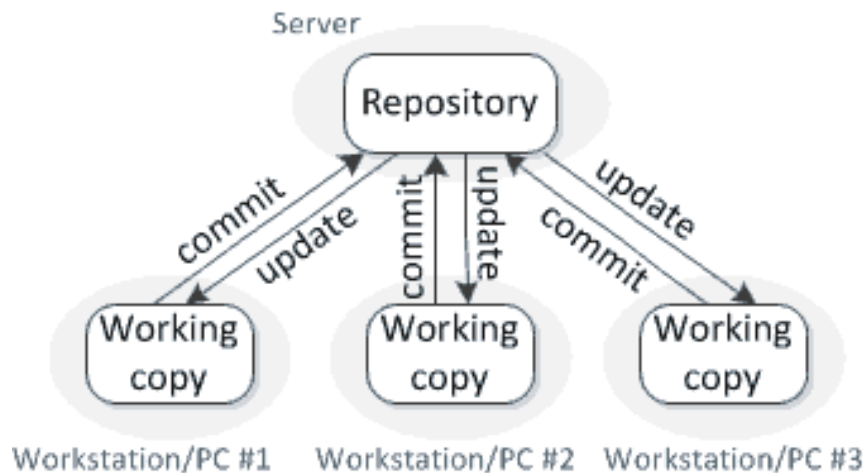 Server
Repository
commit
update
commit
update
update
commit
Working
copy
Working
copy
Working
copy
Workstation/PC #1
Workstation/PC #2
Workstation/PC #3